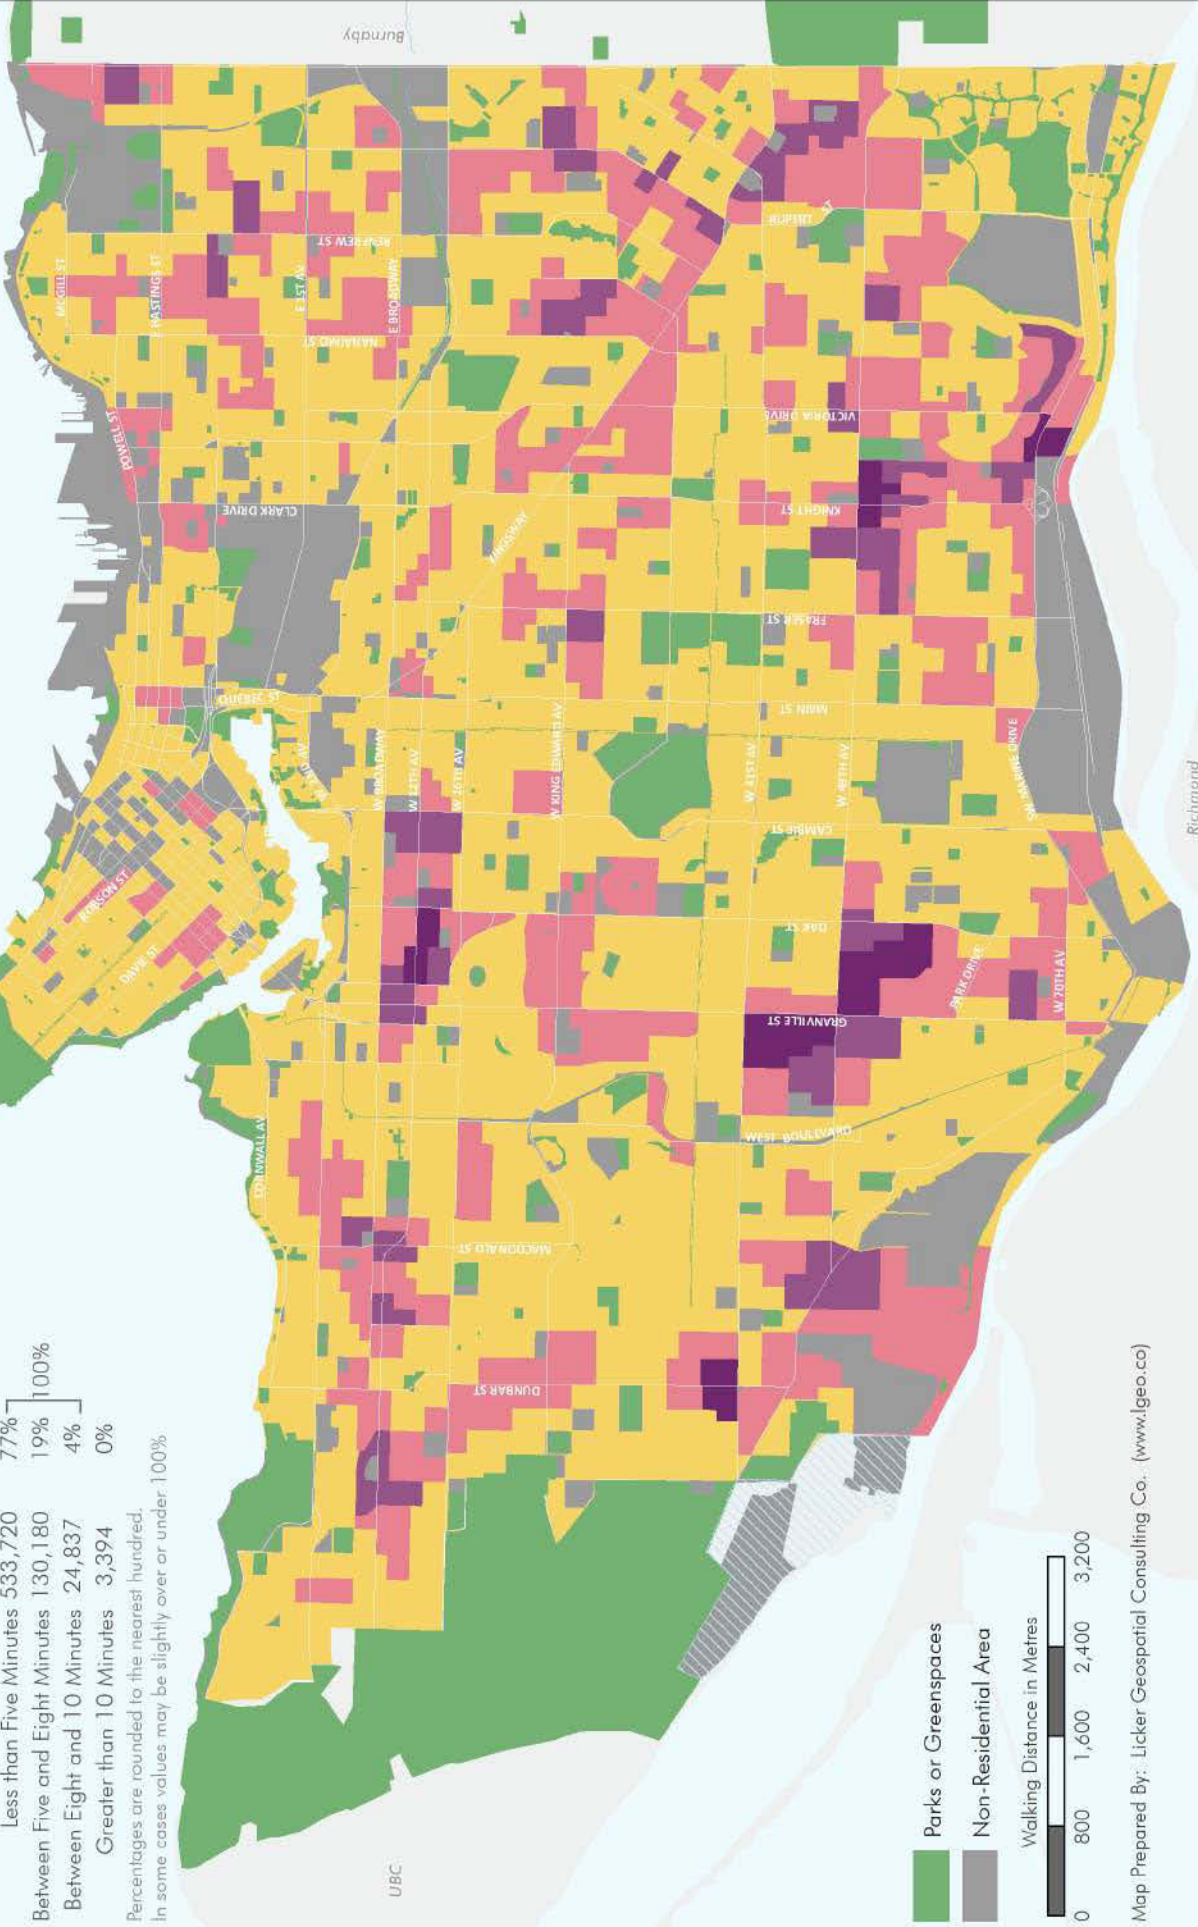 Less than Five Minutes 533,720 77%
Between Five and Eight Minutes 130,180 19% 100%
Between Eight and 10 Minutes 24,837 4%
Greater than 10 Minutes 3,394 0%
Percentages are rounded to the nearest hundred.
In some cases values may be slightly over or under 100%
UBC
Burnaby
Richmond
ROBSON ST
DAVIE ST
POWELL ST
MCGILL ST
E HASTINGS ST
E 1ST AV
E BROADWAY
RENFREW ST
NANAIMO ST
CLARK DRIVE
QUEBEC ST
W 2ND AV
CORNWALL AV
W BROADWAY
W 12TH AV
W 16TH AV
KINGSWAY
W KING EDWARD AV
MACDONALD ST
DUNBAR ST
RUPERT ST
VICTORIA DRIVE
KNIGHT ST
FRASER ST
MAIN ST
CAMBIE ST
OAK ST
GRANVILLE ST
WEST BOULEVARD
W 41ST AV
W 49TH AV
PARK DRIVE
W 70TH AV
SW MARINE DRIVE
Parks or Greenspaces
Non-Residential Area
Walking Distance in Metres
0 800 1,600 2,400 3,200
Map Prepared By: Licker Geospatial Consulting Co. (www.lgeo.co)